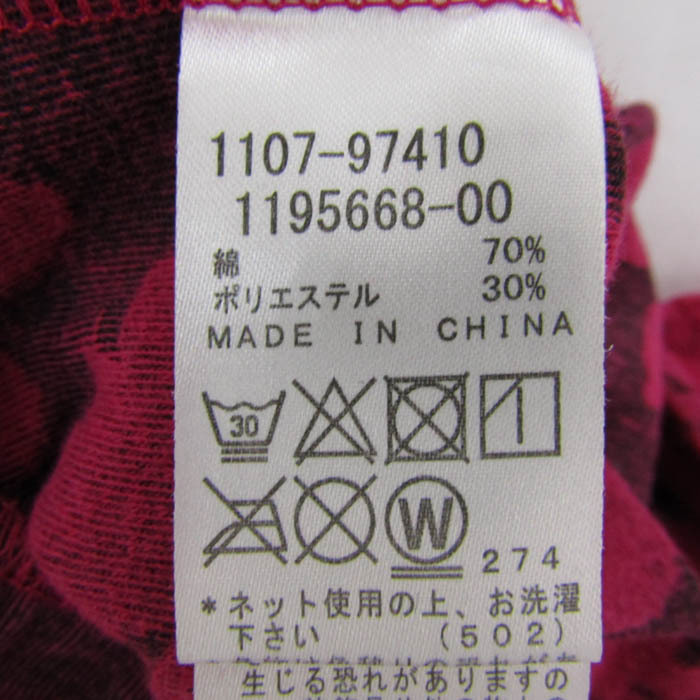 1107-97410
1195668-00
綿 70%
ポリエステル 30%
MADE IN CHINA
30
W
274
*ネット使用の上、お洗濯
下さい (502)
生じる恐れがありますの